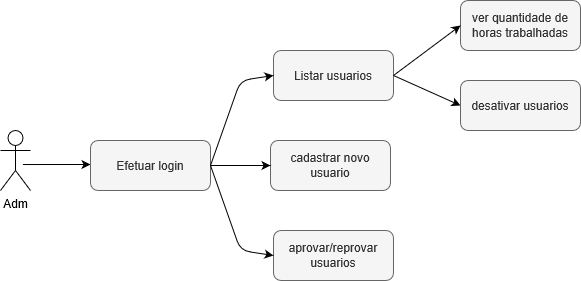 ver quantidade de
horas trabalhadas
Listar usuarios
desativar usuarios
Efetuar login
cadastrar novo
usuario
Adm
aprovar/reprovar
usuarios